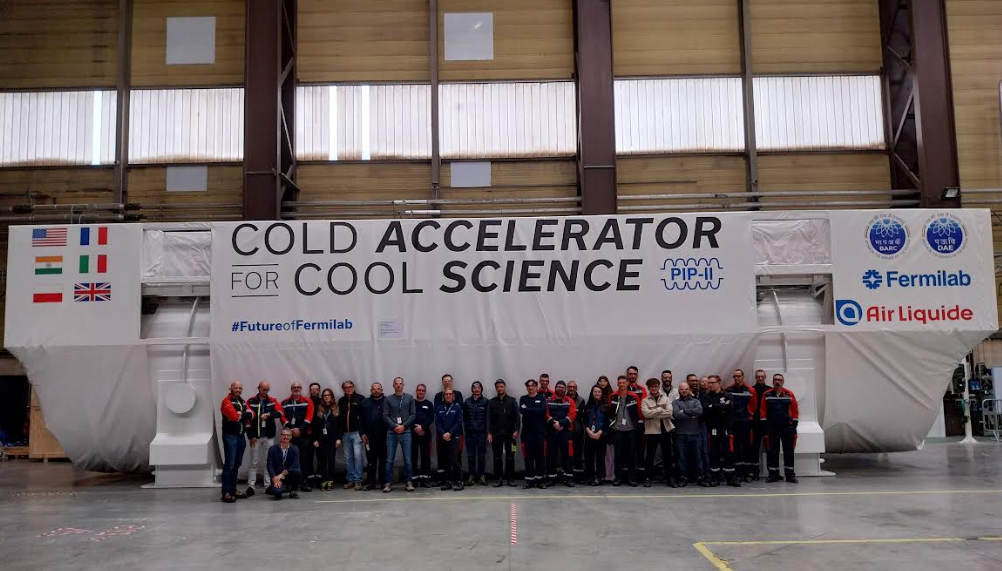 COLD ACCELERATOR
FOR COOL SCIENCE
PIP-II
#FutureofFermilab
BARC
DAE
Fermilab
Air Liquide